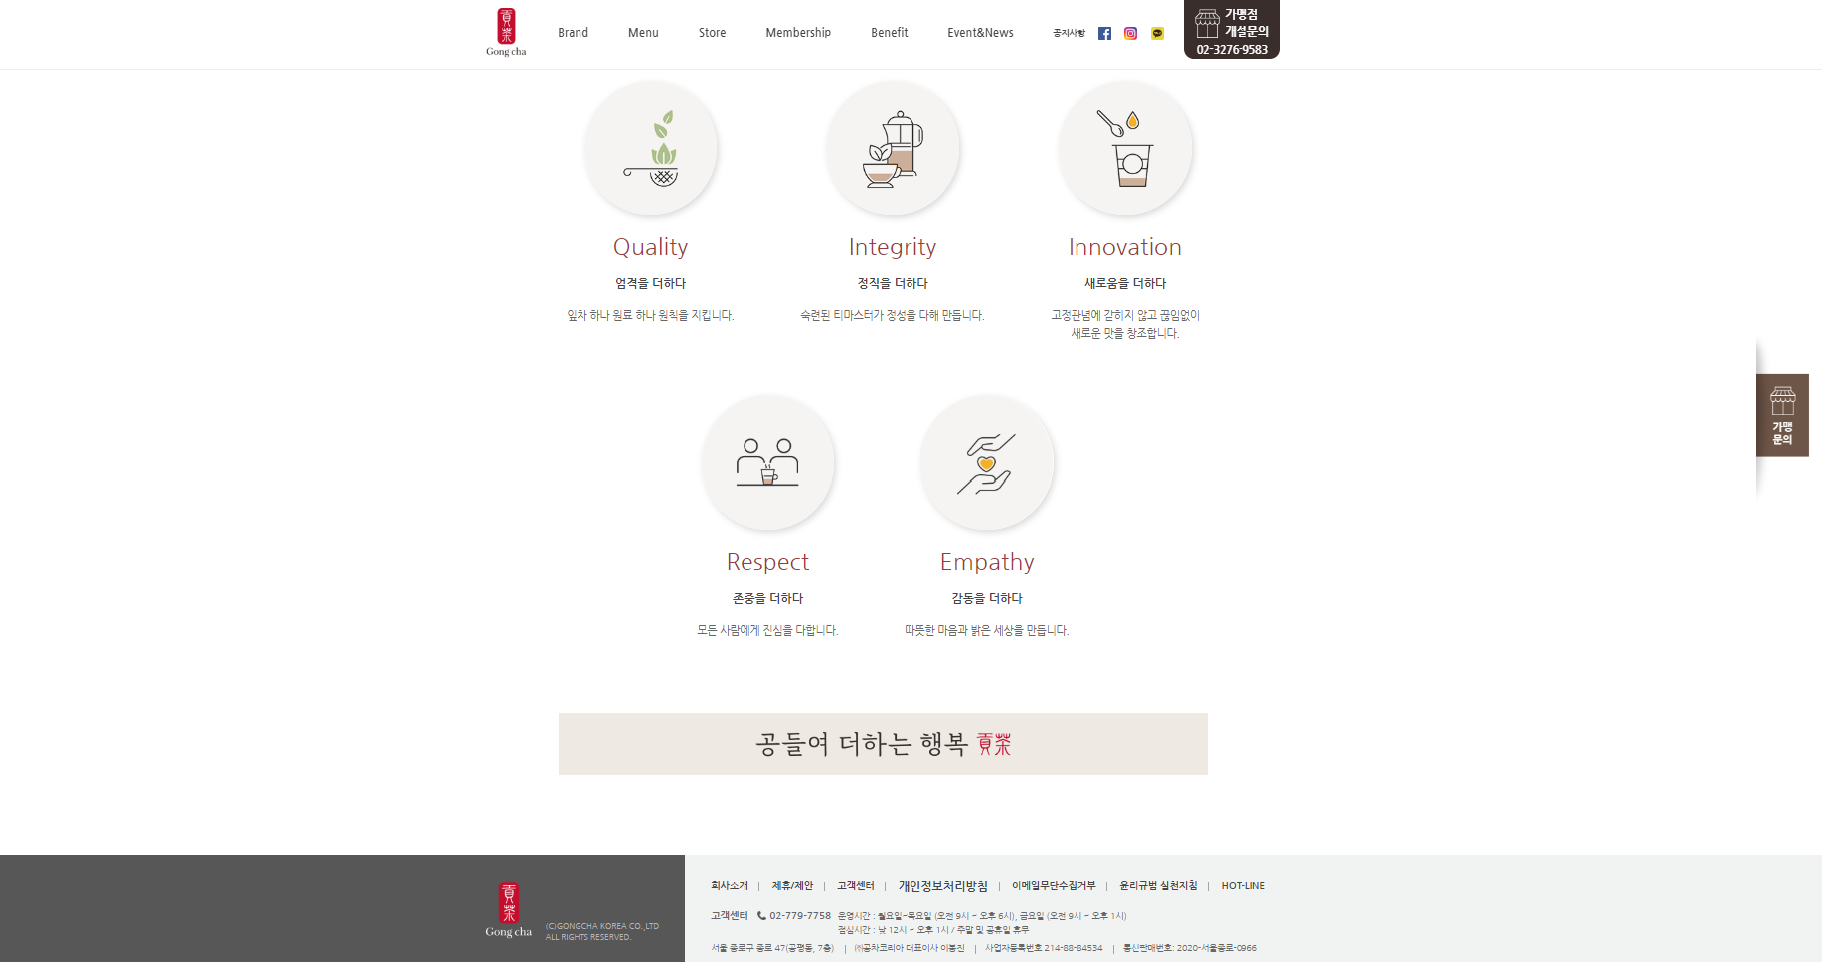 貢茶
Gong cha
Brand
Menu
Store
Membership
Benefit
Event&News
공지사항
가맹점
개설문의
02-3276-9583
Quality
Integrity
Innovation
엄격을 더하다
정직을 더하다
새로움을 더하다
잎차 하나 원료 하나 원칙을 지킵니다.
숙련된 티마스터가 정성을 다해 만듭니다.
고정관념에 갇히지 않고 끊임없이
새로운 맛을 창조합니다.
가맹
문의
Respect
Empathy
존중을 더하다
감동을 더하다
모든 사람에게 진심을 다합니다.
따뜻한 마음과 밝은 세상을 만듭니다.
공들여 더하는 행복 貢茶
貢茶
Gong cha
(C)GONGCHA KOREA CO.,LTD
ALL RIGHTS RESERVED.
회사소개 | 제휴/제안 | 고객센터 | 개인정보처리방침 | 이메일무단수집거부 | 윤리규범 실천지침 | HOT-LINE
고객센터 02-779-7758 운영시간 : 월요일~목요일 (오전 9시 ~ 오후 6시), 금요일 (오전 9시 ~ 오후 1시)
점심시간 : 낮 12시 ~ 오후 1시 / 주말 및 공휴일 휴무
서울 종로구 종로 47(공평동, 7층) | ㈜공차코리아 대표이사 이봉진 | 사업자등록번호 214-88-84534 | 통신판매번호: 2020-서울종로-0966